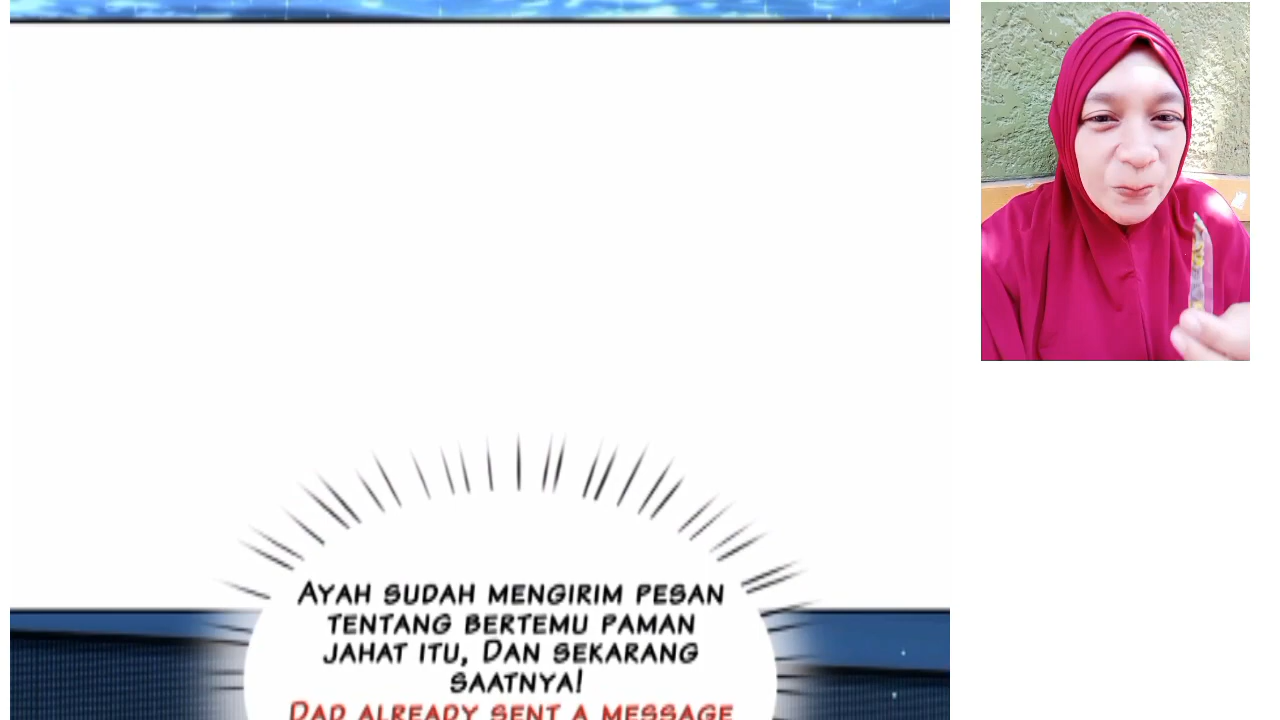 AYAH SUDAH MENGIRIM PESAN
TENTANG BERTEMU PAMAN
JAHAT ITU, DAN SEKARANG
SAATNYA!
DAD ALREADY SENT A MESSAGE